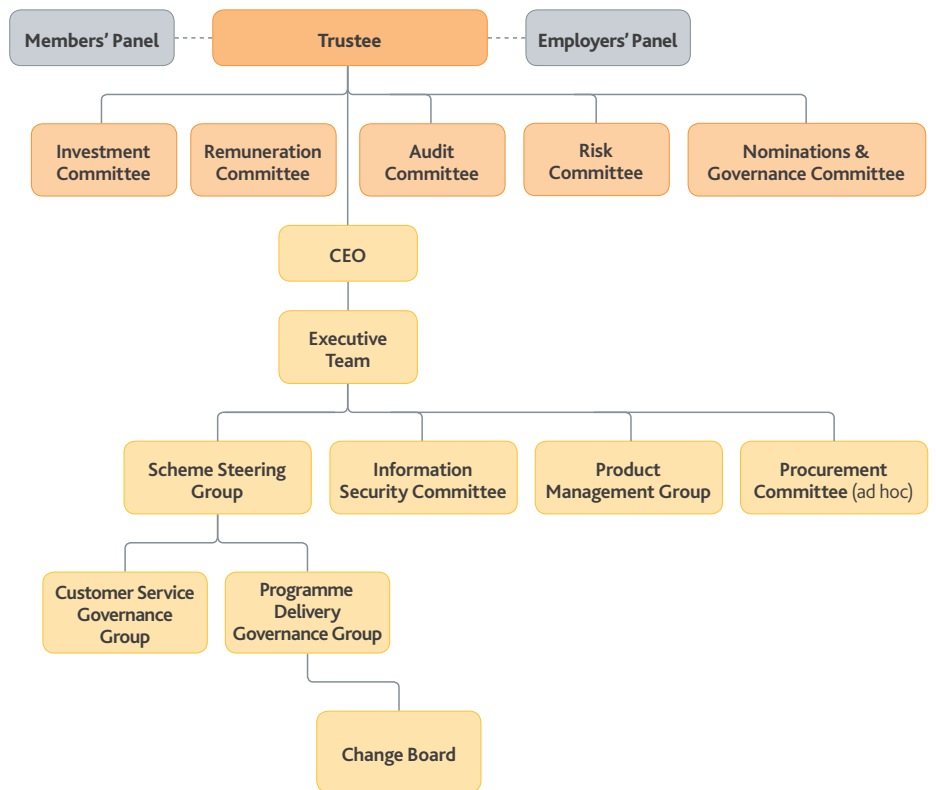 Members’ Panel
Trustee
Employers’ Panel
Investment
Committee
Remuneration
Committee
Audit
Committee
Risk
Committee
Nominations &
Governance Committee
CEO
Executive
Team
Scheme Steering
Group
Information
Security Committee
Product
Management Group
Procurement
Committee (ad hoc)
Customer Service
Governance
Group
Programme
Delivery
Governance Group
Change Board